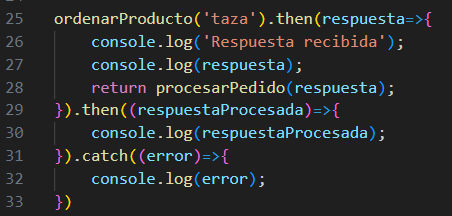 25 ordenarProducto('taza').then(respuesta=>{
26     console.log('Respuesta recibida');
27     console.log(respuesta);
28     return procesarPedido(respuesta);
29 }).then((respuestaProcesada)=>{
30     console.log(respuestaProcesada);
31 }).catch((error)=>{
32     console.log(error);
33 })